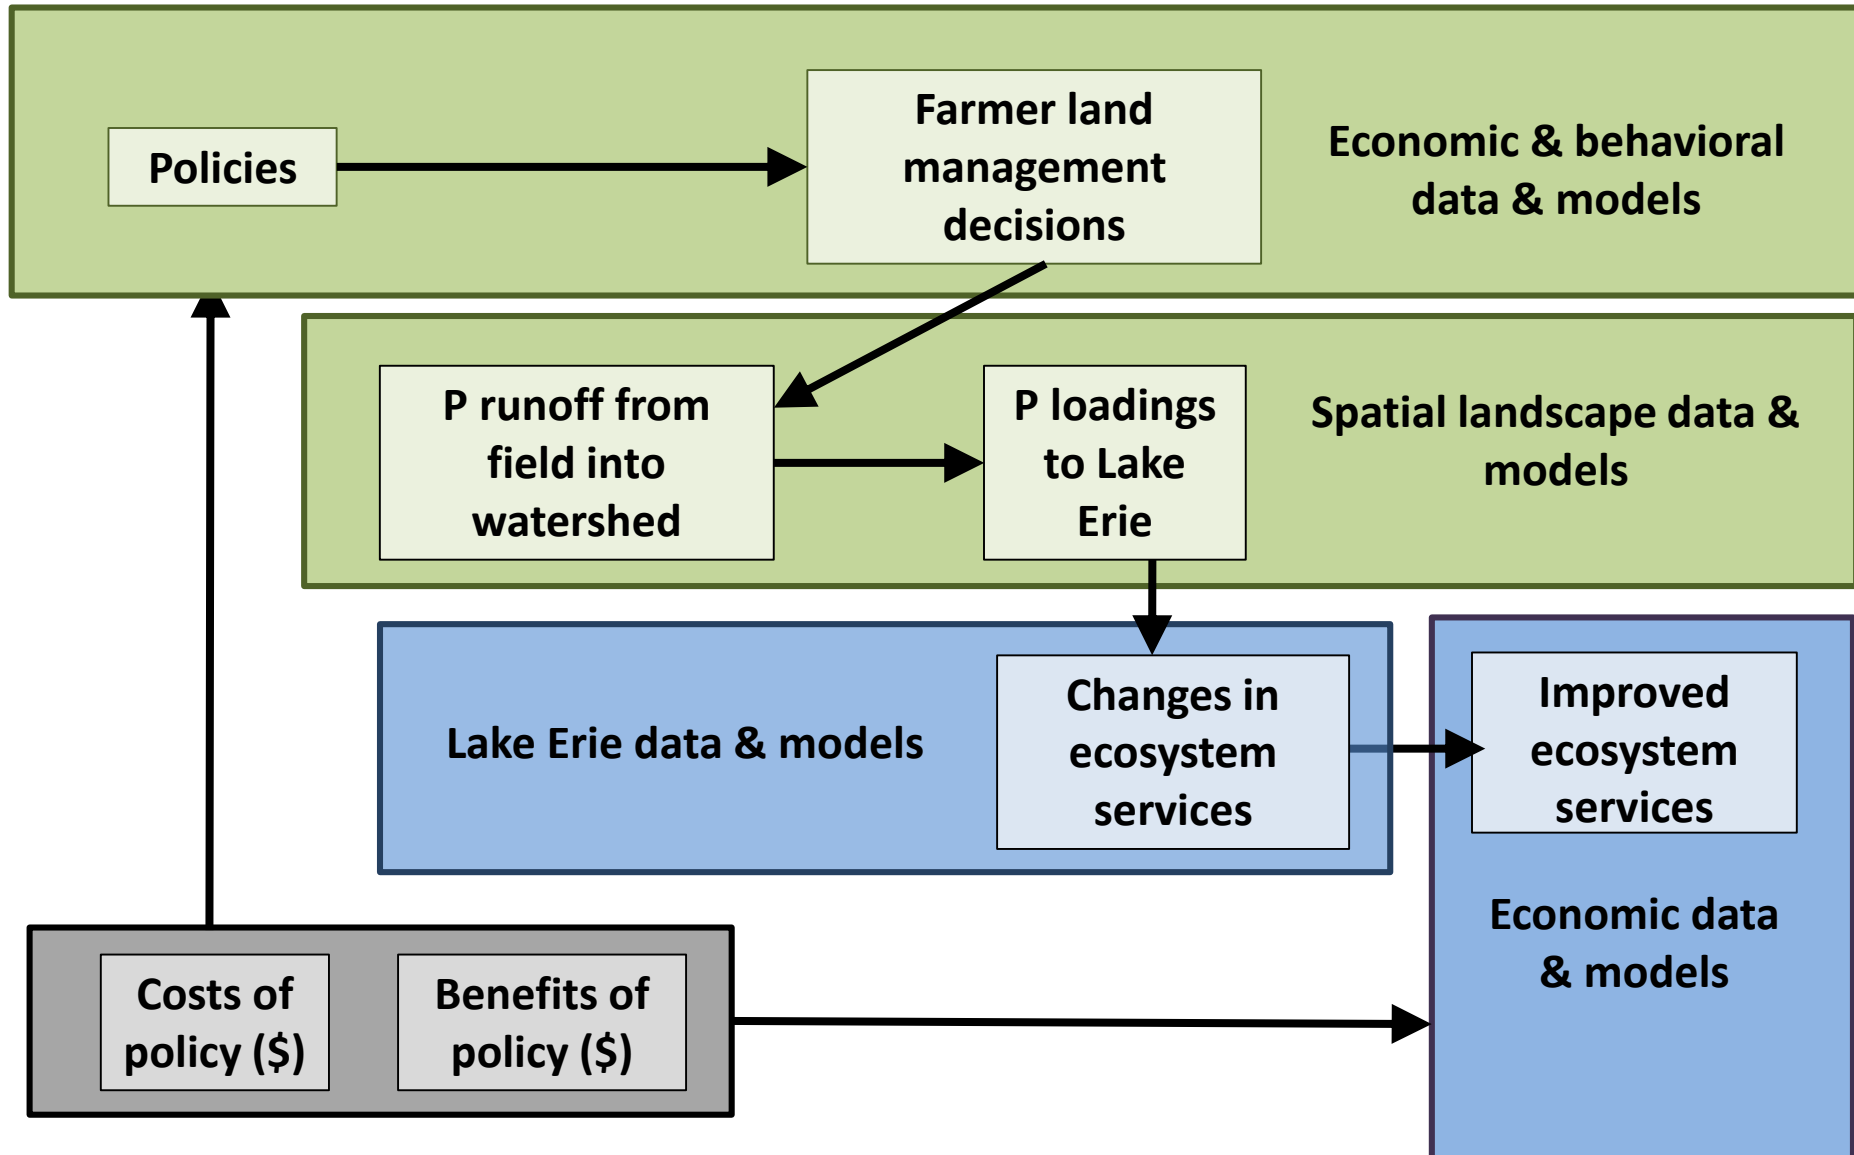 Policies
Farmer land
management
decisions
Economic & behavioral
data & models
P runoff from
field into
watershed
P loadings
to Lake
Erie
Spatial landscape data &
models
Lake Erie data & models
Changes in
ecosystem
services
Improved
ecosystem
services
Economic data
& models
Costs of
policy ($)
Benefits of
policy ($)